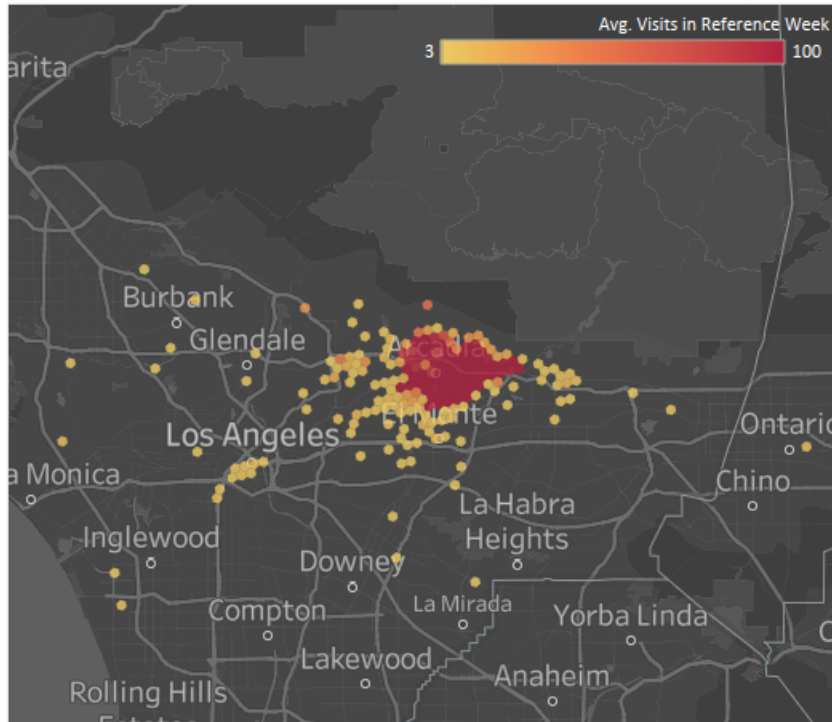 Avg. Visits in Reference Week
3 100
arita
Burbank
Glendale
Arcadia
El Monte
Los Angeles
Ontario
a Monica
Chino
La Habra
Heights
Inglewood
Downey
La Mirada
Compton
Yorba Linda
Lakewood
Anaheim
Rolling Hills